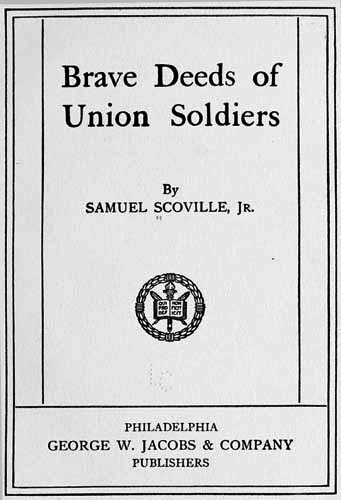 Brave Deeds of
Union Soldiers
By
SAMUEL SCOVILLE, JR.
PHILADELPHIA
GEORGE W. JACOBS & COMPANY
PUBLISHERS